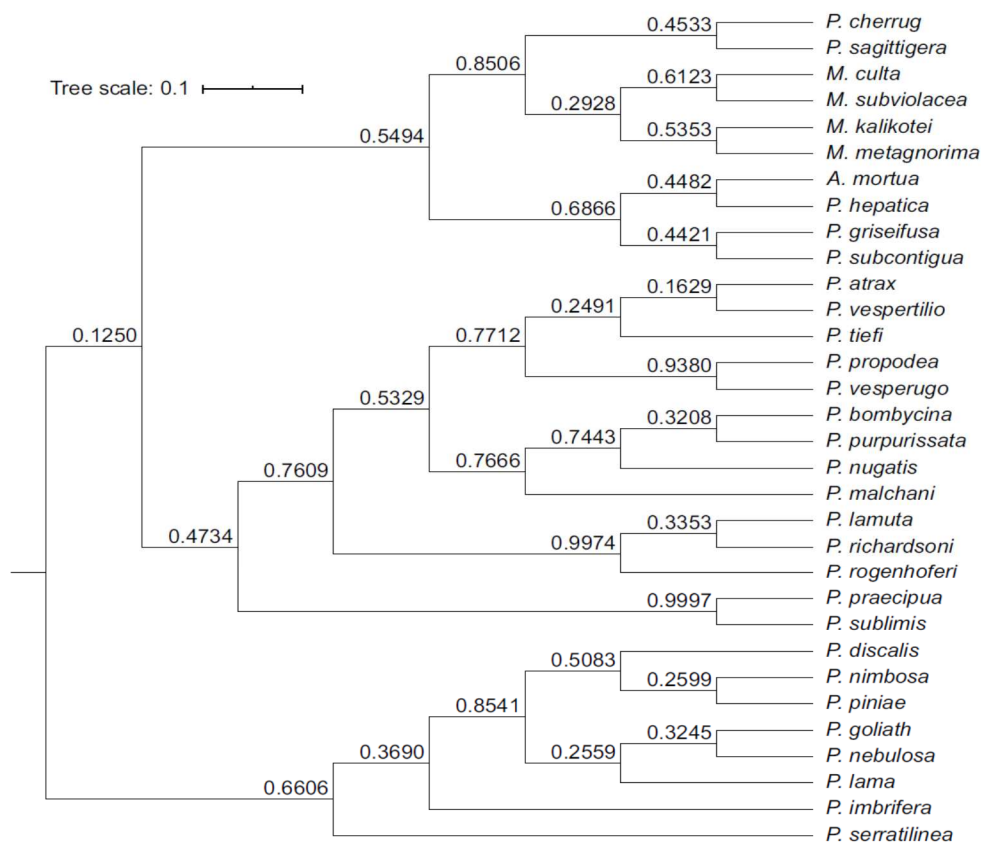 P. cherrug
0.4533
P. sagittigera
0.8506
M. culta
0.6123
Tree scale: 0.1
M. subviolacea
0.2928
M. kalikotei
0.5353
0.5494
M. metagnorima
A. mortua
0.4482
P. hepatica
0.6866
P. griseifusa
0.4421
P. subcontigua
P. atrax
0.1629
P. vespertilio
0.2491
0.1250
P. tiefi
0.7712
P. propodea
0.9380
P. vesperugo
0.5329
P. bombycina
0.3208
P. purpurissata
0.7443
P. nugatis
0.7666
0.7609
P. malchani
P. lamuta
0.3353
0.4734
P. richardsoni
0.9974
P. rogenhoferi
P. praecipua
0.9997
P. sublimis
P. discalis
0.5083
P. nimbosa
0.2599
P. piniae
0.8541
P. goliath
0.3245
P. nebulosa
0.3690
0.2559
P. lama
0.6606
P. imbrifera
P. serratilinea